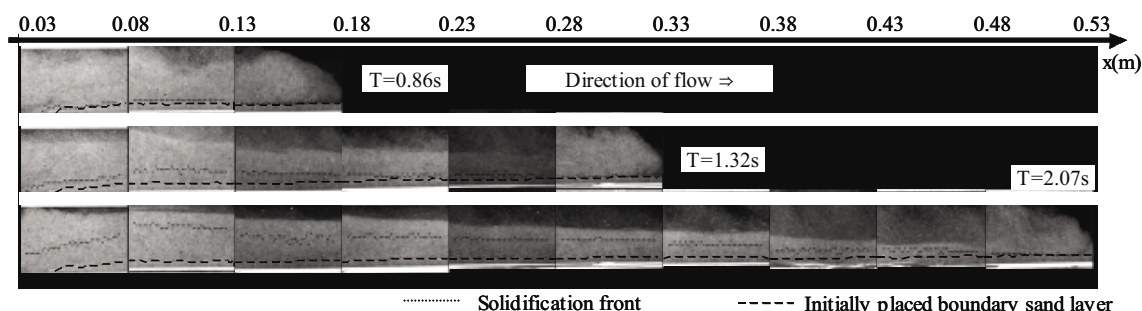 0.03 0.08 0.13 0.18 0.23 0.28 0.33 0.38 0.43 0.48 0.53
x(m)
T=0.86s Direction of flow ⇒
T=1.32s
T=2.07s
Solidification front Initially placed boundary sand layer